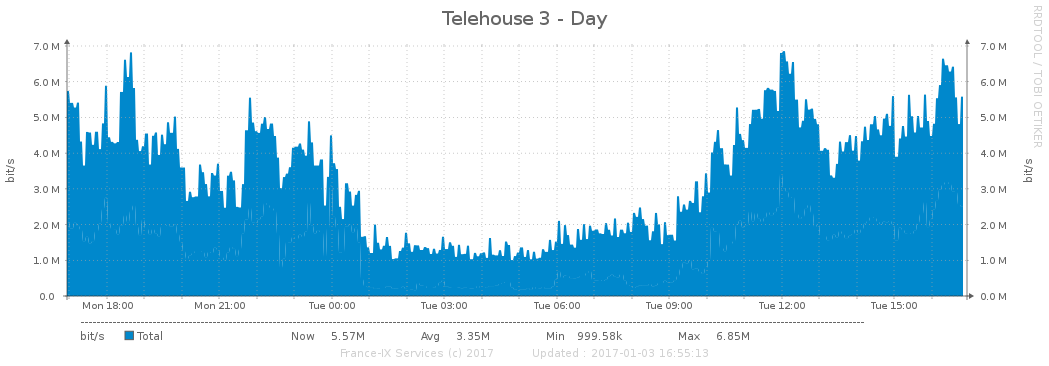 Telehouse 3 - Day
RRDTOOL / TOBI OETIKER
bit/s
7.0 M
6.0 M
5.0 M
4.0 M
3.0 M
2.0 M
1.0 M
0.0
7.0 M
6.0 M
5.0 M
4.0 M
3.0 M
2.0 M
1.0 M
0.0 M
bit/s
Mon 18:00 Mon 21:00 Tue 00:00 Tue 03:00 Tue 06:00 Tue 09:00 Tue 12:00 Tue 15:00
bit/s Total Now 5.57M Avg 3.35M Min 999.58k Max 6.85M
France-IX Services (c) 2017 Updated : 2017-01-03 16:55:13